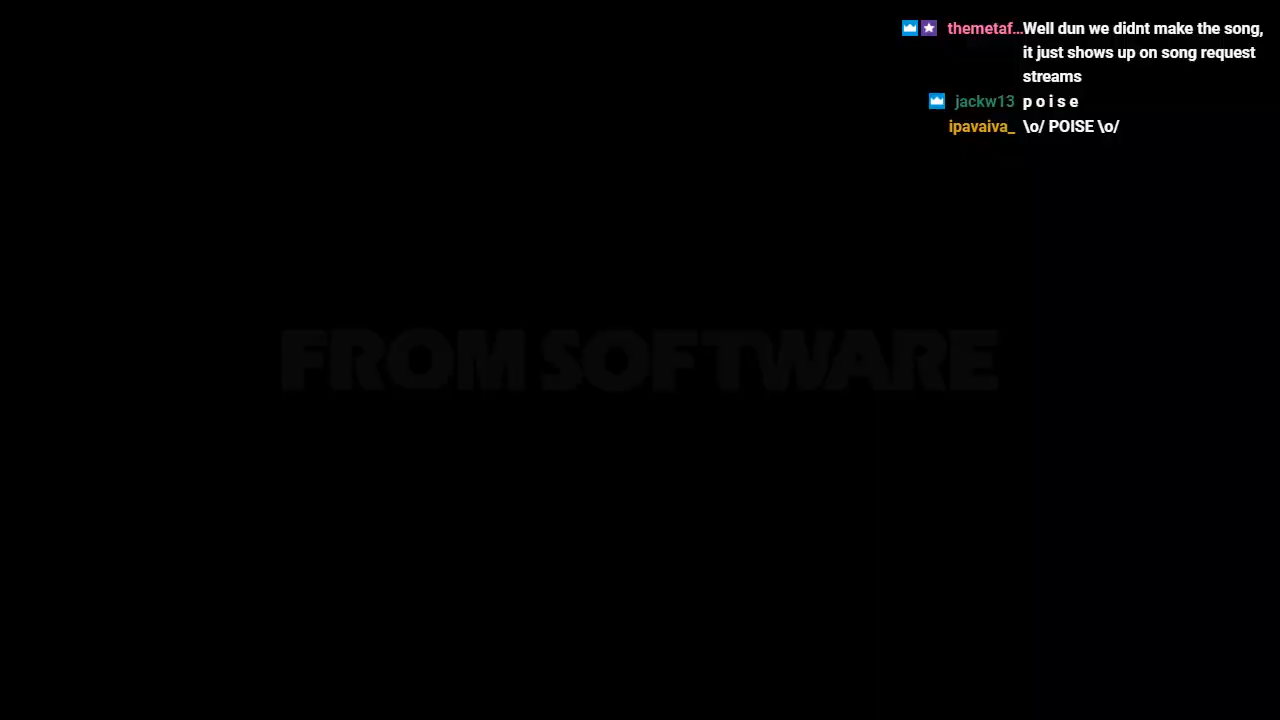 themetaf... Well dun we didnt make the song,
it just shows up on song request
streams
jackw13 p o i s e
ipavaiva_ \o/ POISE \o/
FROM SOFTWARE